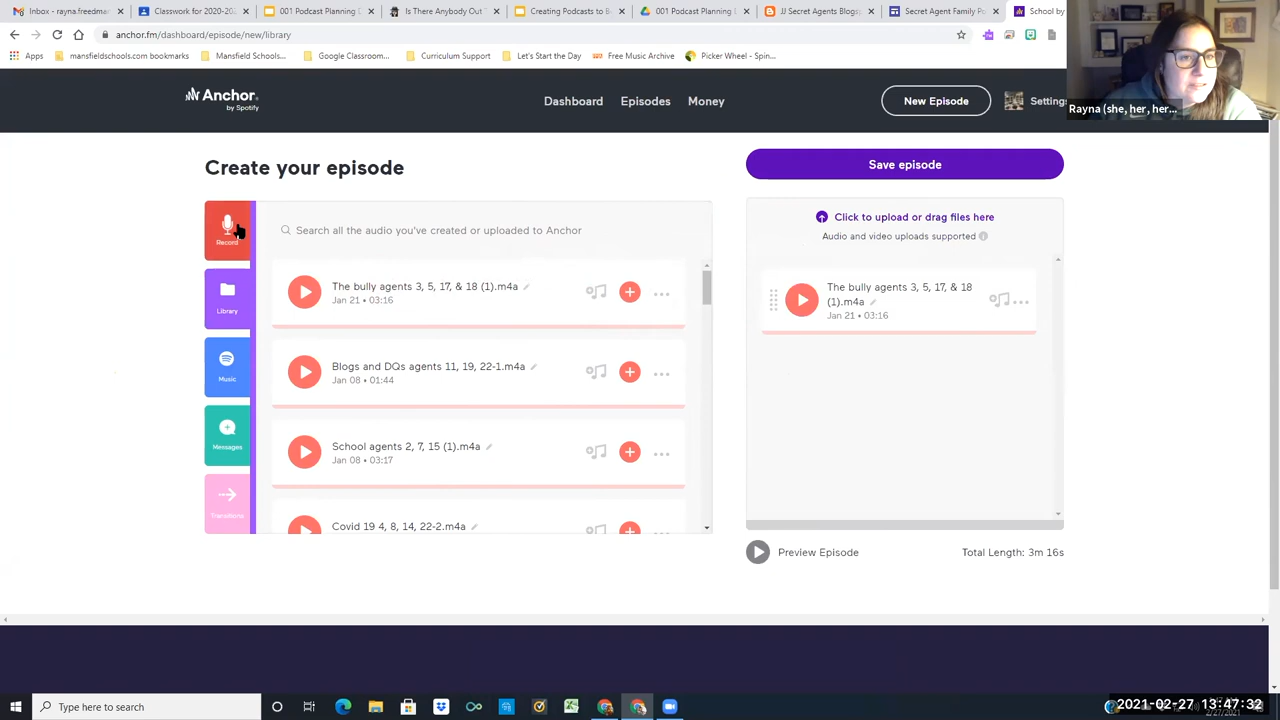 Inbox - rayna.freedman
Classwork for 2020-202
001 Podcast Planning D
Is There Anybody Out T
Creating Podcasts to B
001 Podcast Planning D
JJ Secret Agents Blogs
Secret Agent Family P
School by
anchor.fm/dashboard/episode/new/library
Apps
mansfieldschools.com bookmarks
Mansfield Schools...
Google Classroom...
Curriculum Support
Let's Start the Day
Free Music Archive
Picker Wheel - Spin...
Rayna (she, her, her...
Anchor
by Spotify
Dashboard
Episodes
Money
New Episode
Settings
Create your episode
Save episode
Record
Library
Music
Messages
Transitions
Search all the audio you've created or uploaded to Anchor
The bully agents 3, 5, 17, & 18 (1).m4a
Jan 21 • 03:16
Blogs and DQs agents 11, 19, 22-1.m4a
Jan 08 • 01:44
School agents 2, 7, 15 (1).m4a
Jan 08 • 03:17
Covid 19 4, 8, 14, 22-2.m4a
Click to upload or drag files here
Audio and video uploads supported
The bully agents 3, 5, 17, & 18
(1).m4a
Jan 21 • 03:16
Preview Episode
Total Length: 3m 16s
Type here to search
2021-02-27 13:47:32